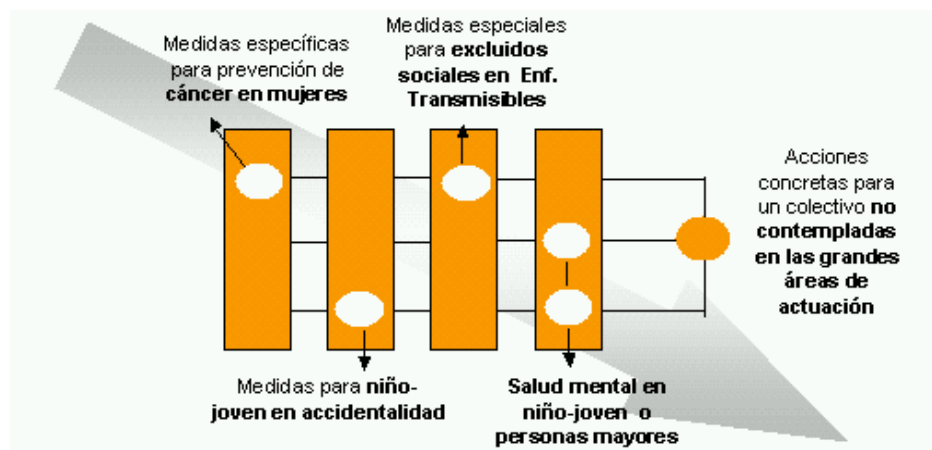 Medidas específicas
para prevención de
cáncer en mujeres
Medidas especiales
para excluidos
sociales en Enf.
Transmisibles
Acciones
concretas para
un colectivo no
contempladas
en las grandes
áreas de
actuación
Medidas para niño-
joven en accidentalidad
Salud mental en
niño-joven o
personas mayores